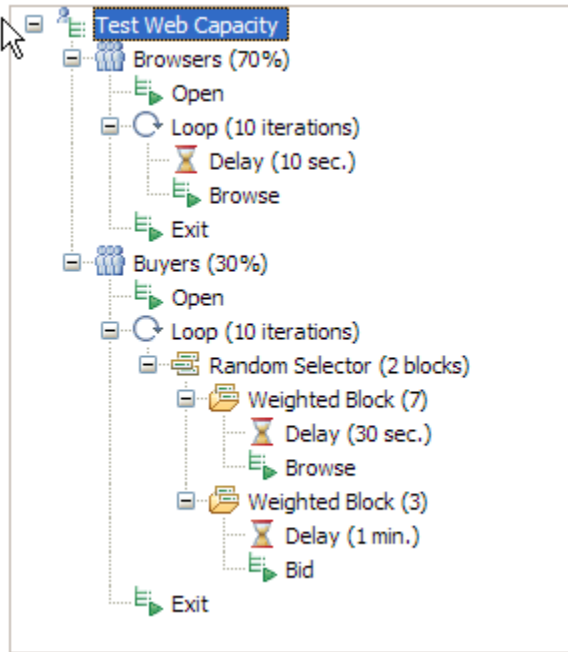 Test Web Capacity
Browsers (70%)
Open
Loop (10 iterations)
Delay (10 sec.)
Browse
Exit
Buyers (30%)
Open
Loop (10 iterations)
Random Selector (2 blocks)
Weighted Block (7)
Delay (30 sec.)
Browse
Weighted Block (3)
Delay (1 min.)
Bid
Exit